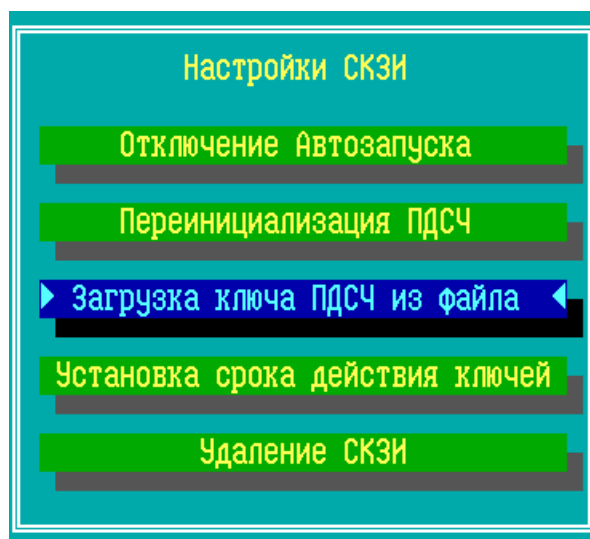 Настройки СКЗИ
Отключение Автозапуска
Переинициализация ПДСЧ
Загрузка ключа ПДСЧ из файла
Установка срока действия ключей
Удаление СКЗИ